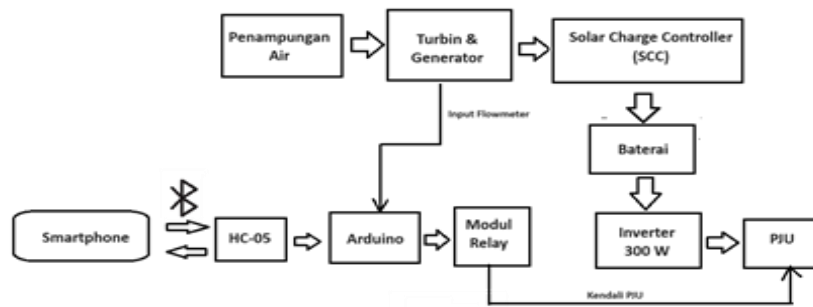 Penampungan
Air
Turbin &
Generator
Solar Charge Controller
(SCC)
Input Flowmeter
Baterai
Smartphone
HC-05
Arduino
Modul
Relay
Inverter
300 W
PJU
Kendali PJU